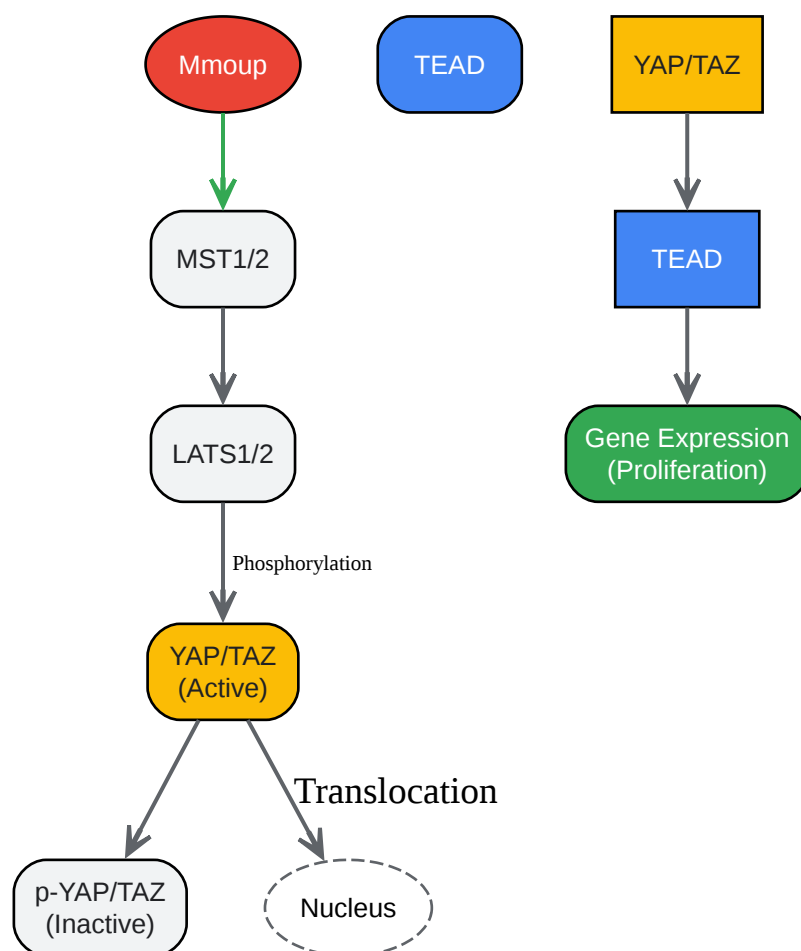 Mmoup
TEAD
YAP/TAZ
MST1/2
TEAD
LATS1/2
Gene Expression
(Proliferation)
Phosphorylation
YAP/TAZ
(Active)
Translocation
p-YAP/TAZ
(Inactive)
Nucleus